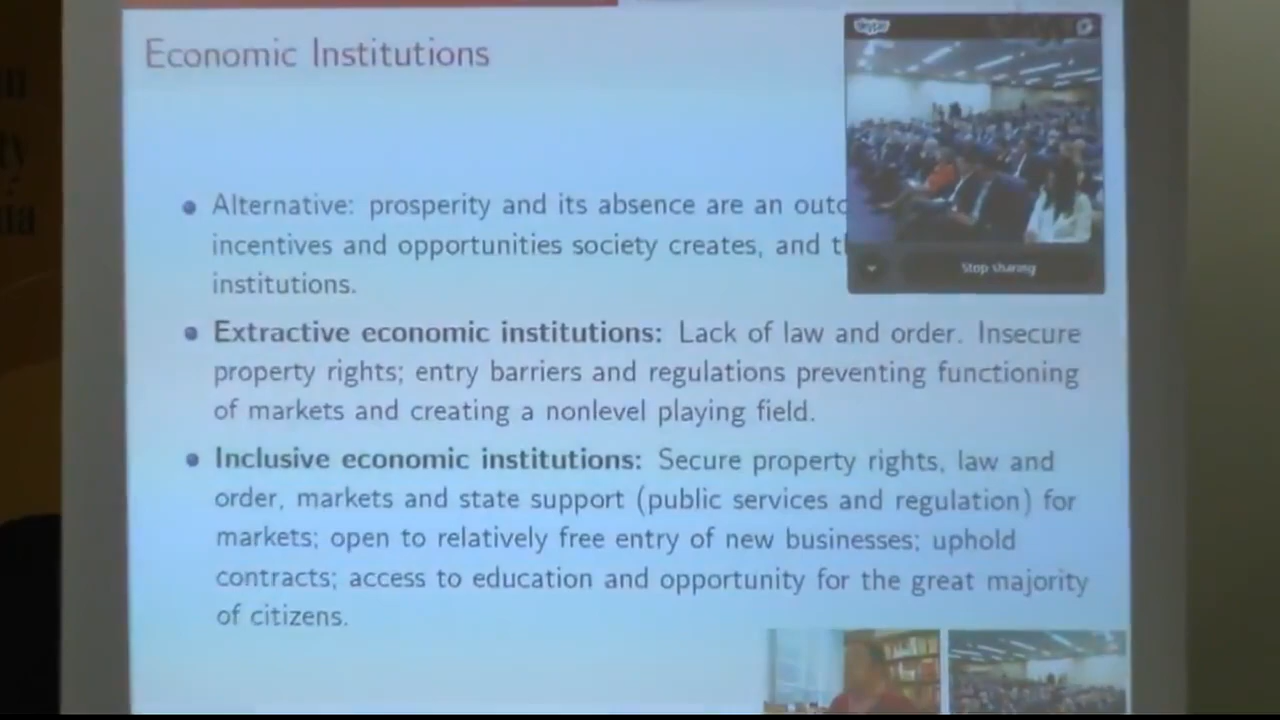 Economic Institutions
Alternative: prosperity and its absence are an outc
incentives and opportunities society creates, and th
institutions.
Extractive economic institutions: Lack of law and order. Insecure
property rights; entry barriers and regulations preventing functioning
of markets and creating a nonlevel playing field.
Inclusive economic institutions: Secure property rights, law and
order, markets and state support (public services and regulation) for
markets; open to relatively free entry of new businesses; uphold
contracts; access to education and opportunity for the great majority
of citizens.
skype
Stop sharing